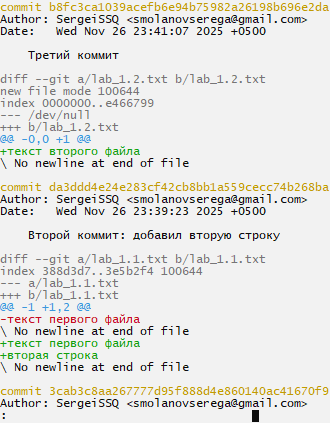 commit b8fc3ca1039acefb6e94b75982a26198b696e2da
Author: SergeiSSQ <smolanovserega@gmail.com>
Date:   Wed Nov 26 23:41:07 2025 +0500
Третий коммит
diff --git a/lab_1.2.txt b/lab_1.2.txt
new file mode 100644
index 0000000..e466799
--- /dev/null
+++ b/lab_1.2.txt
@@ -0,0 +1 @@
+текст второго файла
\ No newline at end of file
commit da3ddd4e24e283cf42cb8bb1a559cecc74b268ba
Author: SergeiSSQ <smolanovserega@gmail.com>
Date:   Wed Nov 26 23:39:23 2025 +0500
Второй коммит: добавил вторую строку
diff --git a/lab_1.1.txt b/lab_1.1.txt
index 388d3d7..3e5b2f4 100644
--- a/lab_1.1.txt
+++ b/lab_1.1.txt
@@ -1 +1,2 @@
-текст первого файла
\ No newline at end of file
+текст первого файла
+вторая строка
\ No newline at end of file
commit 3cab3c8aa267777d95f888d4e860140ac41670f9
Author: SergeiSSQ <smolanovserega@gmail.com>
: